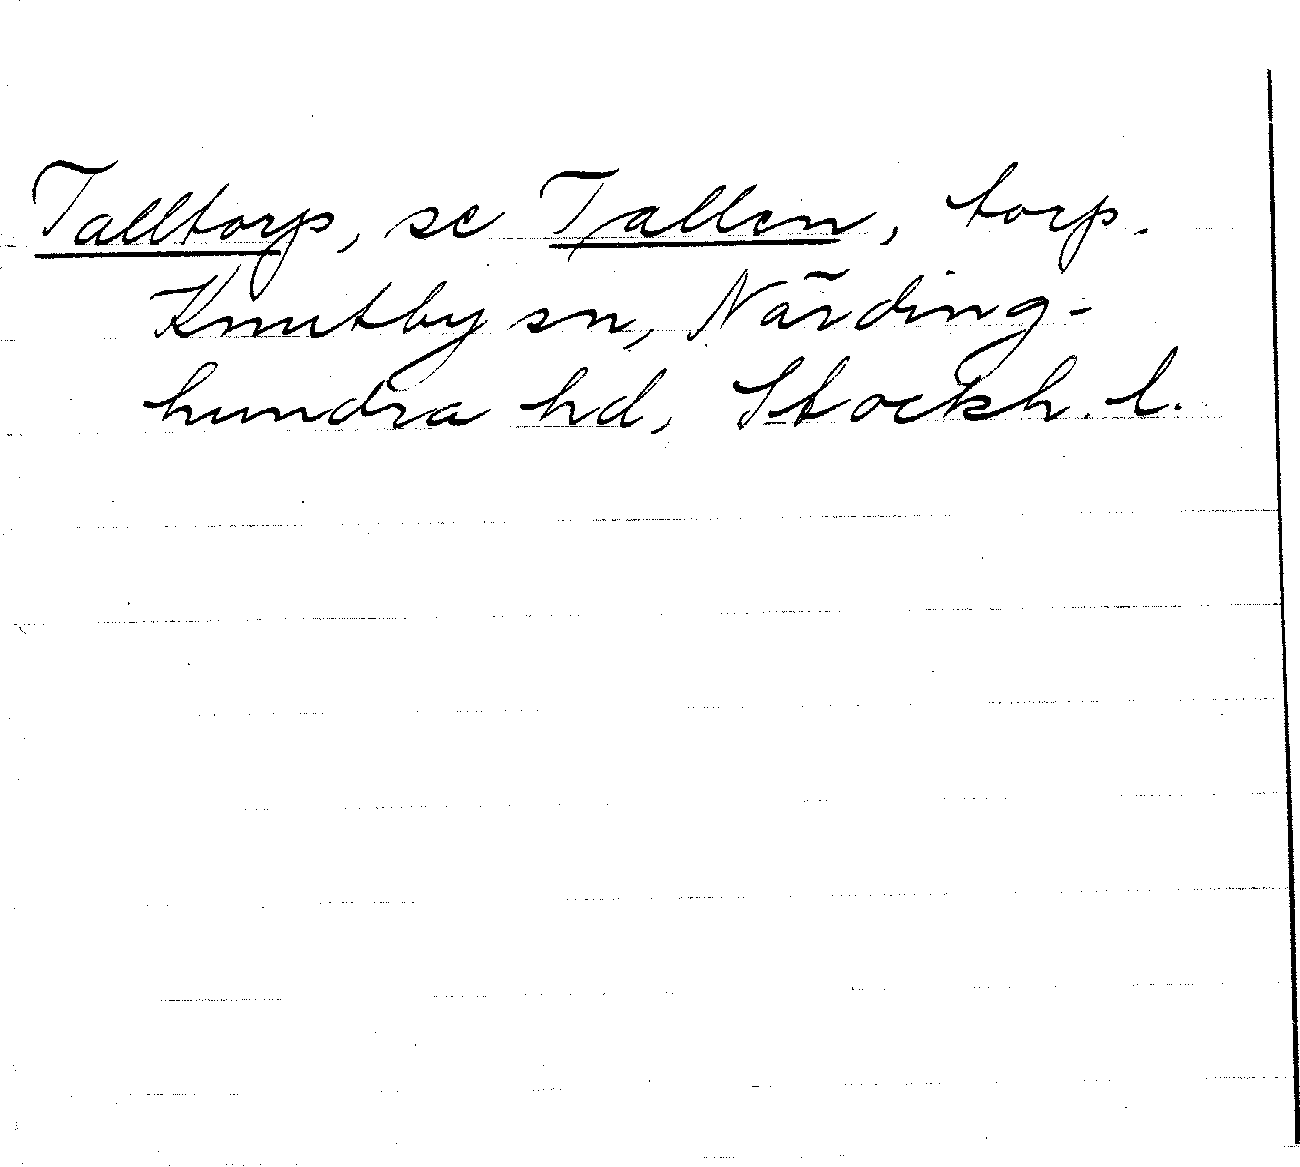 Talltorp, se Tallen, torp.
Knutby sn, Närding-
hundra hd, Stockh. l.